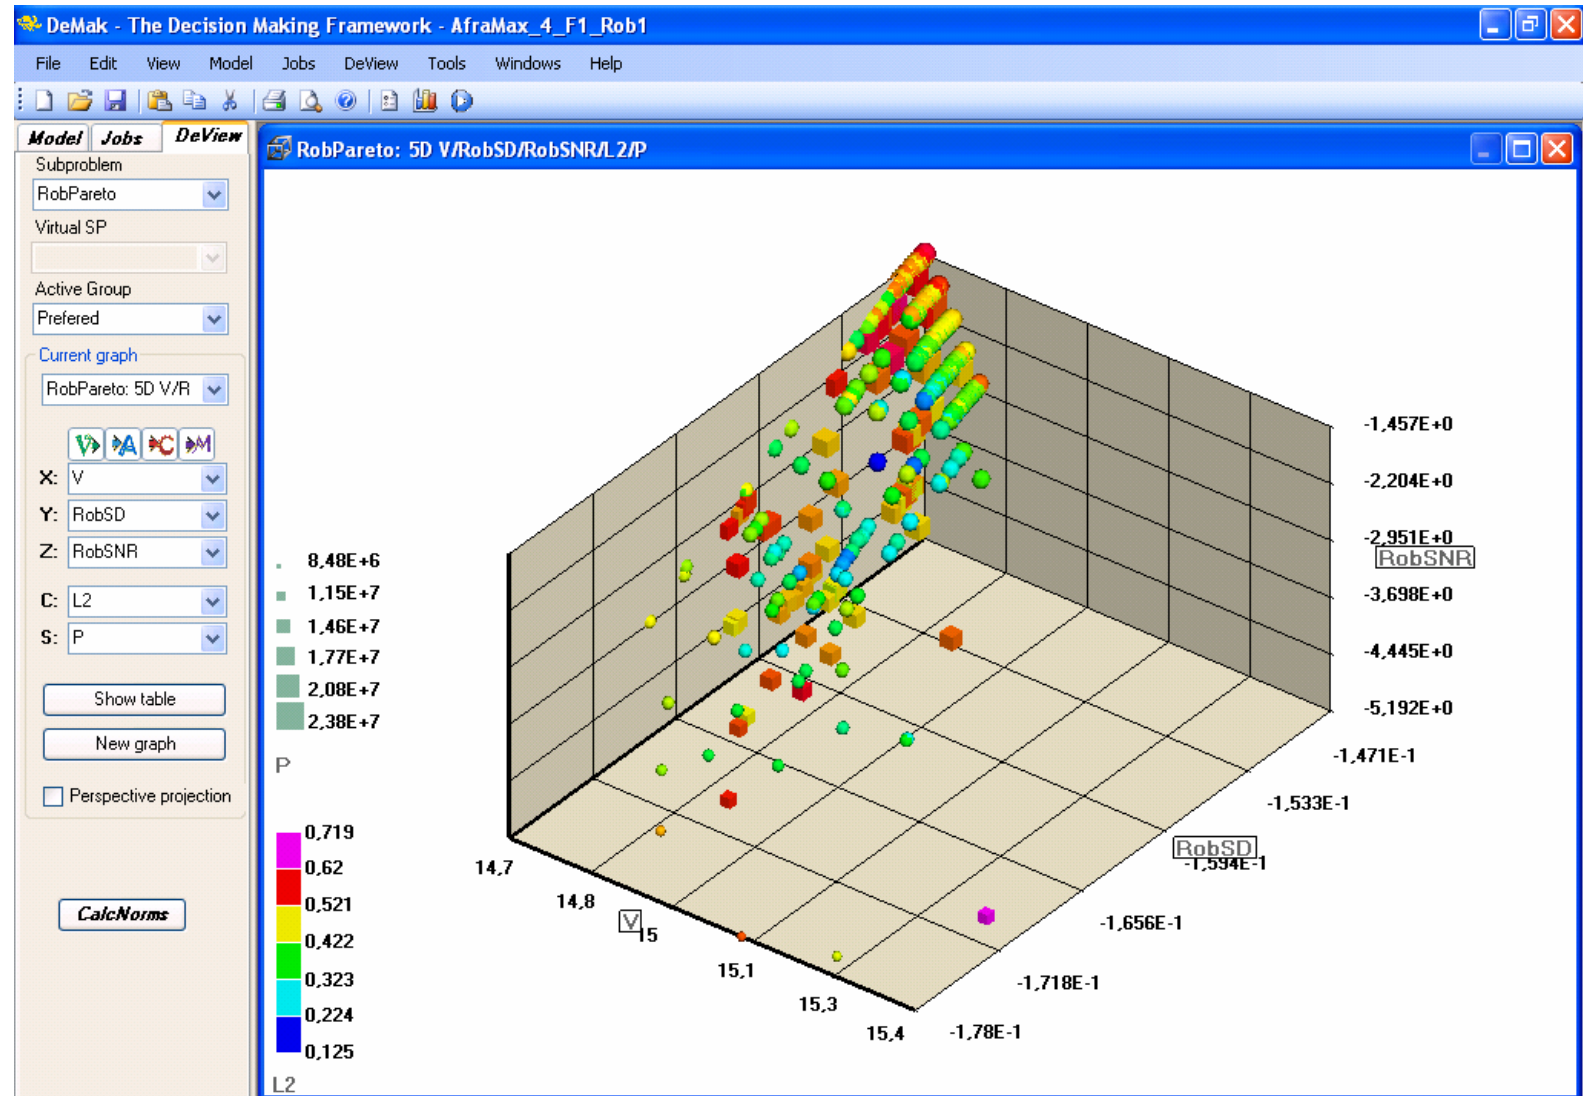 DeMak - The Decision Making Framework - AfraMax_4_F1_Rob1
File Edit View Model Jobs DeView Tools Windows Help
Model Jobs DeView
Subproblem
RobPareto
Virtual SP
Active Group
Prefered
Current graph
RobPareto: 5D V/R
V A C M
X: V
Y: RobSD
Z: RobSNR
C: L2
S: P
Show table
New graph
Perspective projection
CalcNorms
RobPareto: 5D V/RobSD/RobSNR/L2/P
8,48E+6
1,15E+7
1,46E+7
1,77E+7
2,08E+7
2,38E+7
P
0,719
0,62
0,521
0,422
0,323
0,224
0,125
L2
14,7
14,8
V
15
15,1
15,3
15,4
-1,457E+0
-2,204E+0
-2,951E+0
RobSNR
-3,698E+0
-4,445E+0
-5,192E+0
-1,471E-1
-1,533E-1
RobSD
-1,594E-1
-1,656E-1
-1,718E-1
-1,78E-1